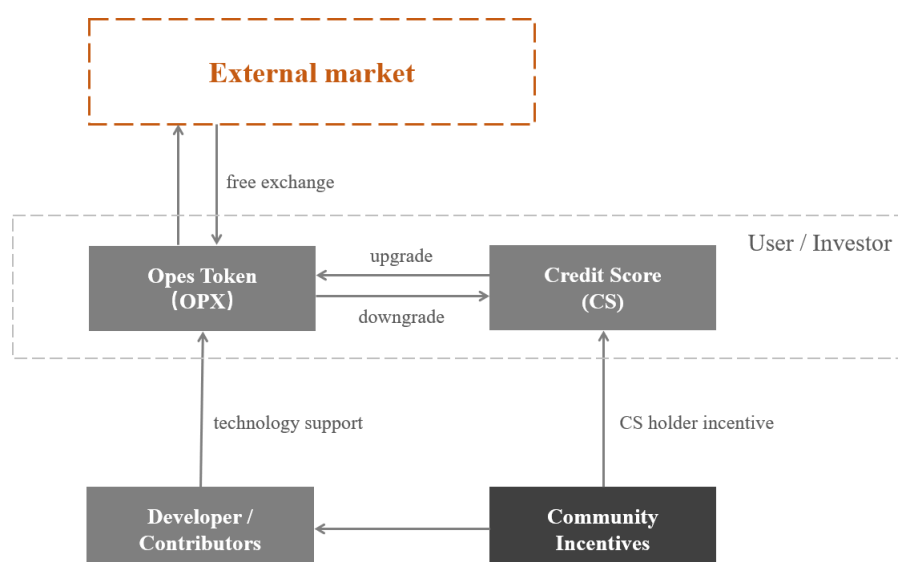 External market
free exchange
User / Investor
Opes Token
（OPX）
upgrade
downgrade
Credit Score
(CS)
technology support
CS holder incentive
Developer /
Contributors
Community
Incentives